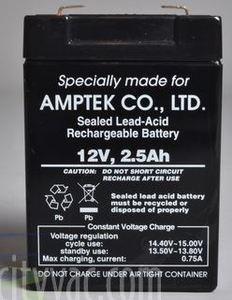 Specially made for
AMPTEK CO., LTD.
Sealed Lead-Acid
Rechargeable Battery
12V, 2.5Ah
CAUTION: DO NOT SHORT CIRCUIT
RECHARGE AFTER USE
Pb Pb
Sealed lead acid battery
must be recycled or
disposed of properly
Constant Voltage Charge
Voltage regulation
cycle use: 14.40V~15.00V
standby use: 13.50V~13.80V
Max charging, current: 0.75A
DO NOT CHARGE UNDER AIR TIGHT CONTAINER